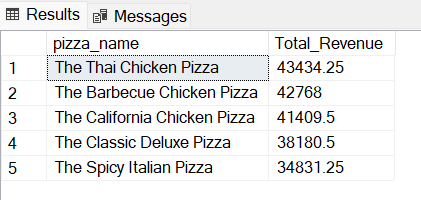 Results Messages
pizza_name Total_Revenue
1 The Thai Chicken Pizza 43434.25
2 The Barbecue Chicken Pizza 42768
3 The California Chicken Pizza 41409.5
4 The Classic Deluxe Pizza 38180.5
5 The Spicy Italian Pizza 34831.25